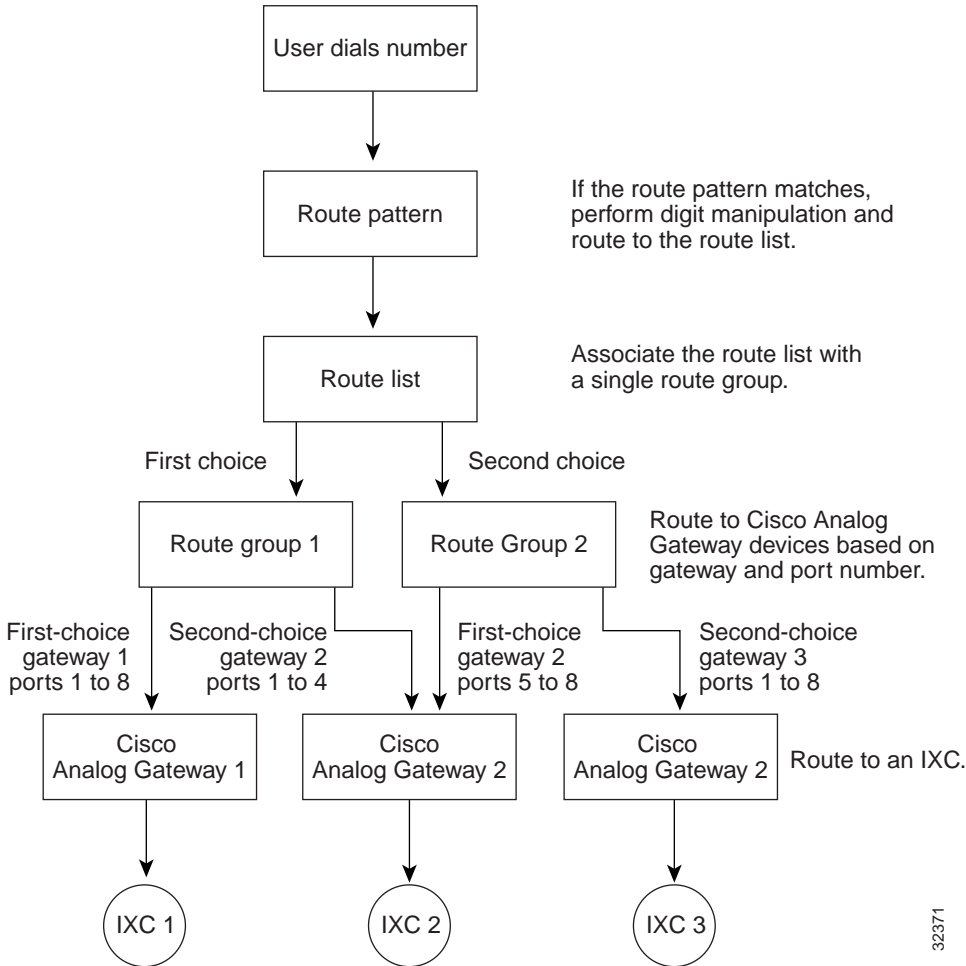 User dials number
Route pattern
If the route pattern matches,
perform digit manipulation and
route to the route list.
Route list
Associate the route list with
a single route group.
First choice
Second choice
Route group 1
Route Group 2
Route to Cisco Analog
Gateway devices based on
gateway and port number.
First-choice
gateway 1
ports 1 to 8
Second-choice
gateway 2
ports 1 to 4
First-choice
gateway 2
ports 5 to 8
Second-choice
gateway 3
ports 1 to 8
Cisco
Analog Gateway 1
Cisco
Analog Gateway 2
Cisco
Analog Gateway 2
Route to an IXC.
IXC 1
IXC 2
IXC 3
32371